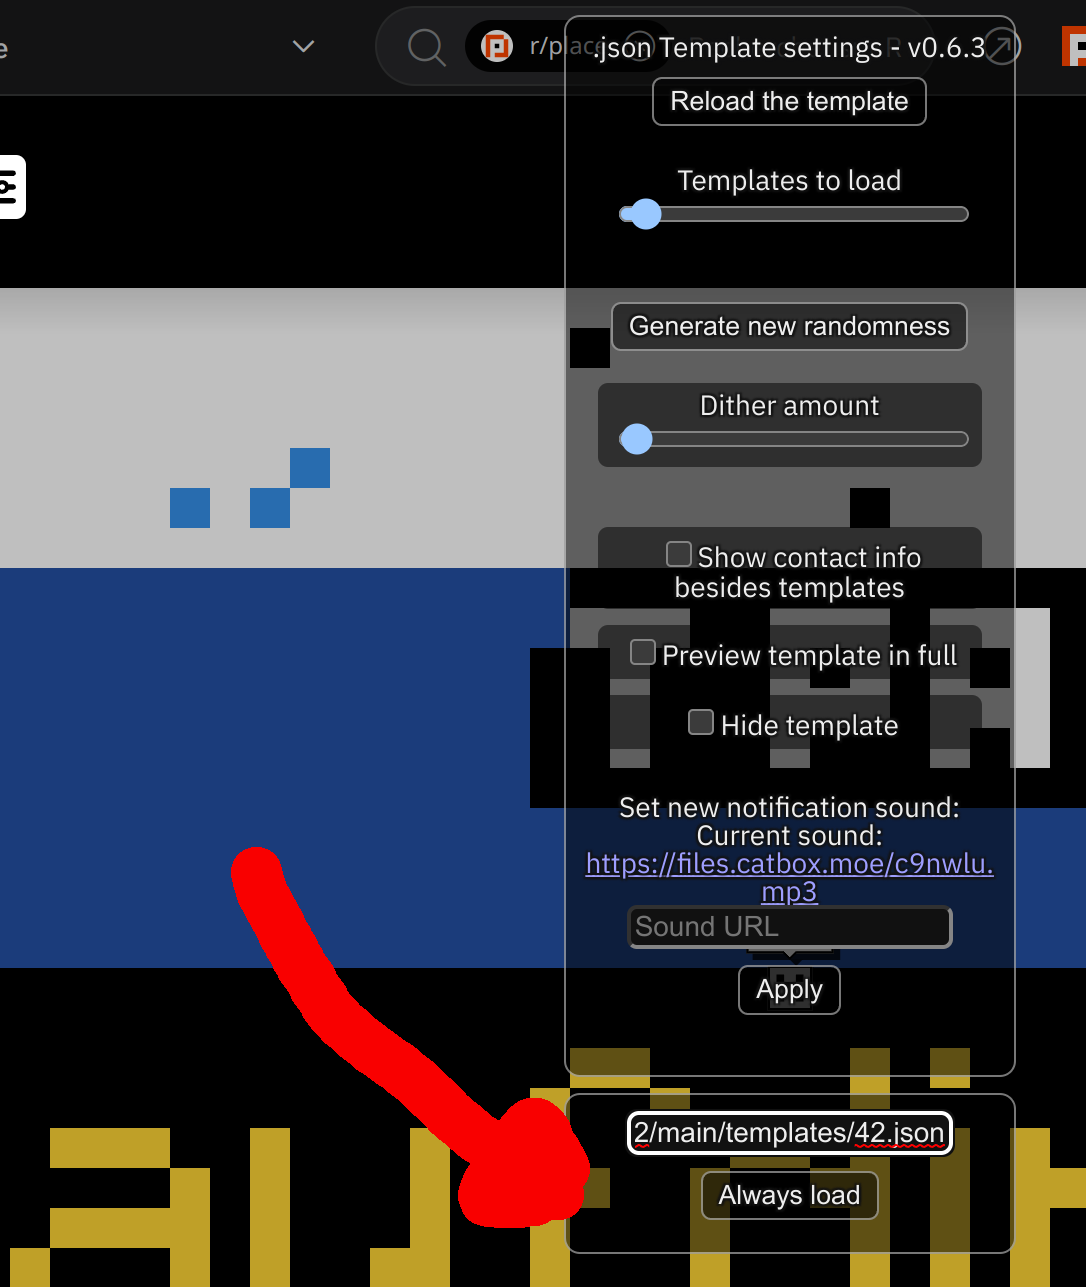 e
r/place
.json Template settings - v0.6.3
Reload the template
Templates to load
Generate new randomness
Dither amount
Show contact info
besides templates
Preview template in full
Hide template
Set new notification sound:
Current sound:
https://files.catbox.moe/c9nwlu.
mp3
Sound URL
Apply
2/main/templates/42.json
Always load